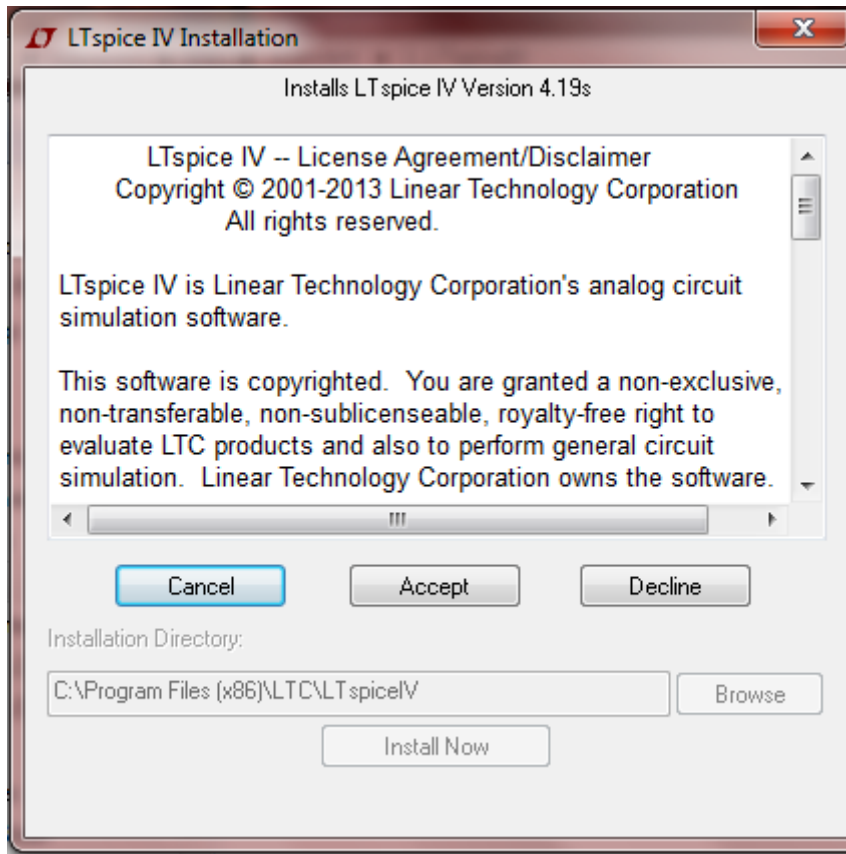 LTspice IV Installation
Installs LTspice IV Version 4.19s
LTspice IV -- License Agreement/Disclaimer
Copyright © 2001-2013 Linear Technology Corporation
All rights reserved.
LTspice IV is Linear Technology Corporation's analog circuit
simulation software.
This software is copyrighted.  You are granted a non-exclusive,
non-transferable, non-sublicenseable, royalty-free right to
evaluate LTC products and also to perform general circuit
simulation.  Linear Technology Corporation owns the software.
Cancel Accept Decline
Installation Directory:
C:\Program Files (x86)\LTC\LTspiceIV Browse
Install Now